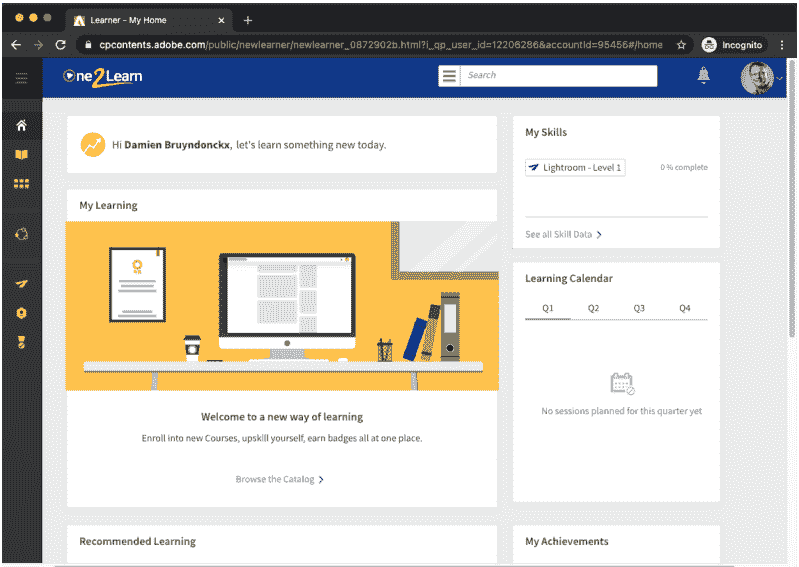 Learner - My Home
cpcontents.adobe.com/public/newlearner/newlearner_0872902b.html?i_qp_user_id=12206286&accountId=95456#/home
Incognito
One2Learn
Search
Hi Damien Bruyndonckx, let's learn something new today.
My Learning
Welcome to a new way of learning
Enroll into new Courses, upskill yourself, earn badges all at one place.
Browse the Catalog
Recommended Learning
My Skills
Lightroom - Level 1
0 % complete
See all Skill Data
Learning Calendar
Q1 Q2 Q3 Q4
No sessions planned for this quarter yet
My Achievements